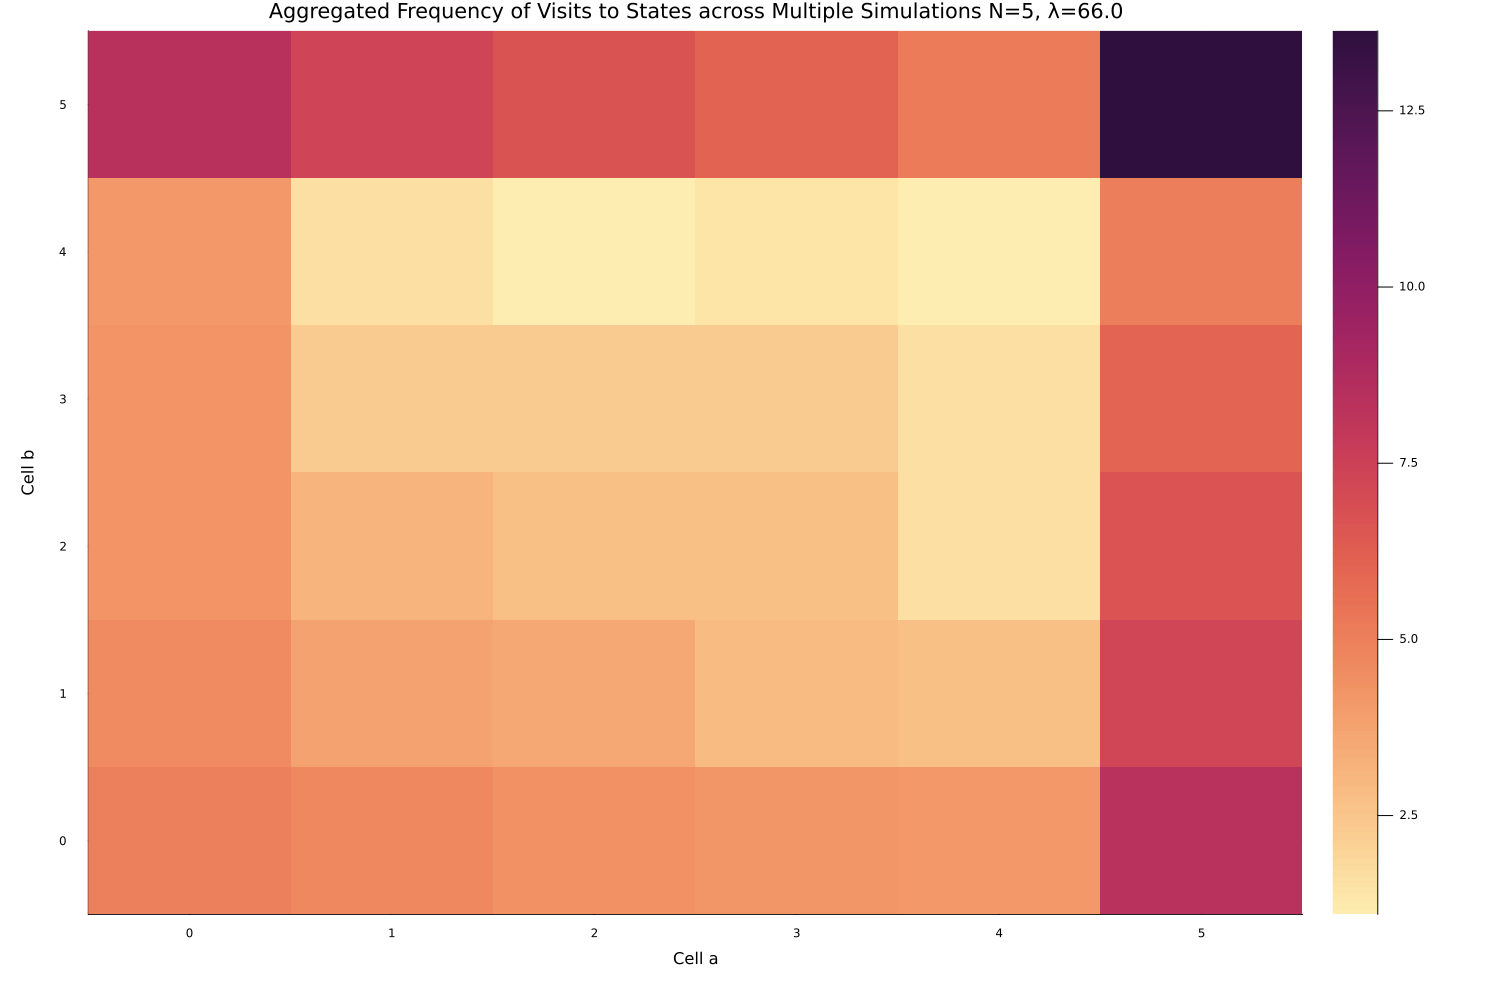 Aggregated Frequency of Visits to States across Multiple Simulations N=5, λ=66.0
5
4
3
2
1
0
Cell b
0 1 2 3 4 5
Cell a
12.5
10.0
7.5
5.0
2.5